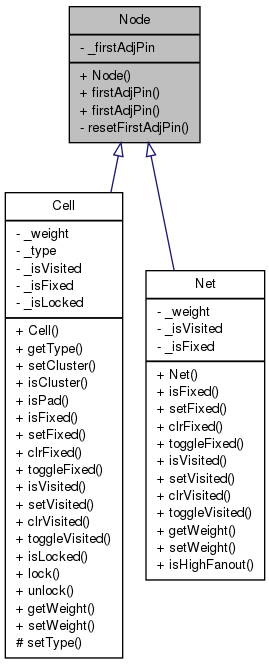 Node
- _firstAdjPin
+ Node()
+ firstAdjPin()
+ firstAdjPin()
- resetFirstAdjPin()
Cell
- _weight
- _type
- _isVisited
- _isFixed
- _isLocked
+ Cell()
+ getType()
+ setCluster()
+ isCluster()
+ isPad()
+ isFixed()
+ setFixed()
+ clrFixed()
+ toggleFixed()
+ isVisited()
+ setVisited()
+ clrVisited()
+ toggleVisited()
+ isLocked()
+ lock()
+ unlock()
+ getWeight()
+ setWeight()
# setType()
Net
- _weight
- _isVisited
- _isFixed
+ Net()
+ isFixed()
+ setFixed()
+ clrFixed()
+ toggleFixed()
+ isVisited()
+ setVisited()
+ clrVisited()
+ toggleVisited()
+ getWeight()
+ setWeight()
+ isHighFanout()